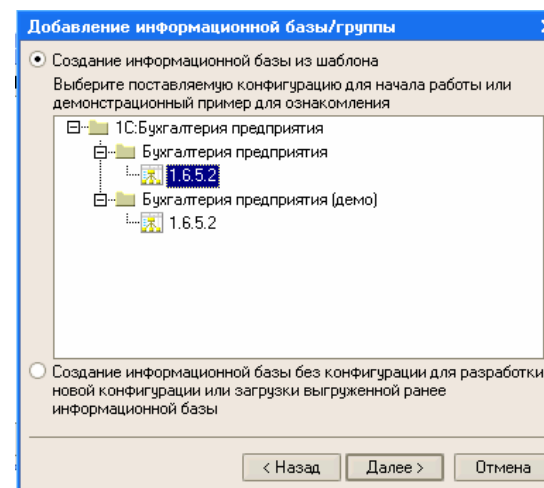 Добавление информационной базы/группы
Создание информационной базы из шаблона
Выберите поставляемую конфигурацию для начала работы или
демонстрационный пример для ознакомления
1С:Бухгалтерия предприятия
Бухгалтерия предприятия
1.6.5.2
Бухгалтерия предприятия (демо)
1.6.5.2
Создание информационной базы без конфигурации для разработки
новой конфигурации или загрузки выгруженной ранее
информационной базы
< Назад Далее > Отмена